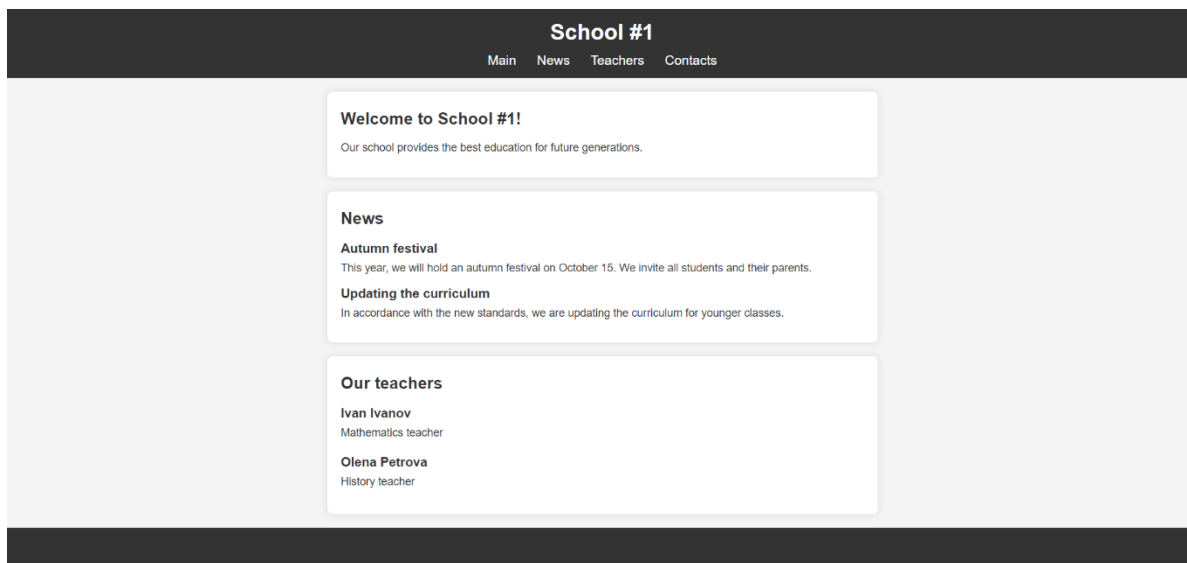 School #1
Main News Teachers Contacts
Welcome to School #1!
Our school provides the best education for future generations.
News
Autumn festival
This year, we will hold an autumn festival on October 15. We invite all students and their parents.
Updating the curriculum
In accordance with the new standards, we are updating the curriculum for younger classes.
Our teachers
Ivan Ivanov
Mathematics teacher
Olena Petrova
History teacher